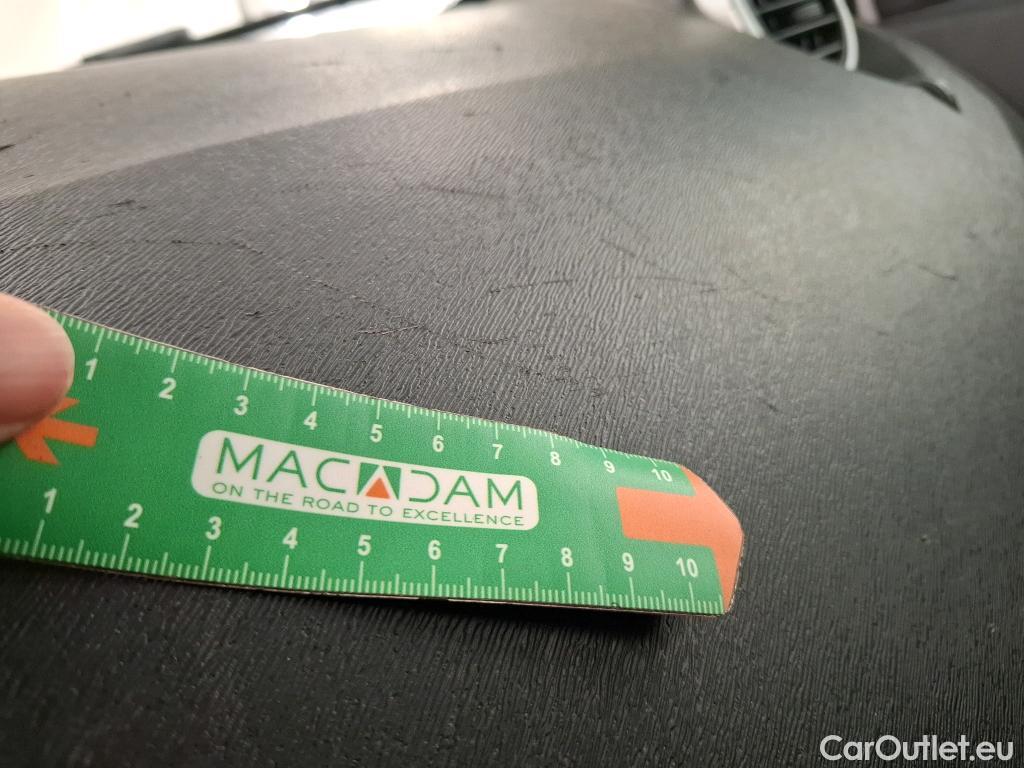 1 2 3 4 5 6 7 8 9 10
MACADAM
ON THE ROAD TO EXCELLENCE
1 2 3 4 5 6 7 8 9 10
CarOutlet.eu